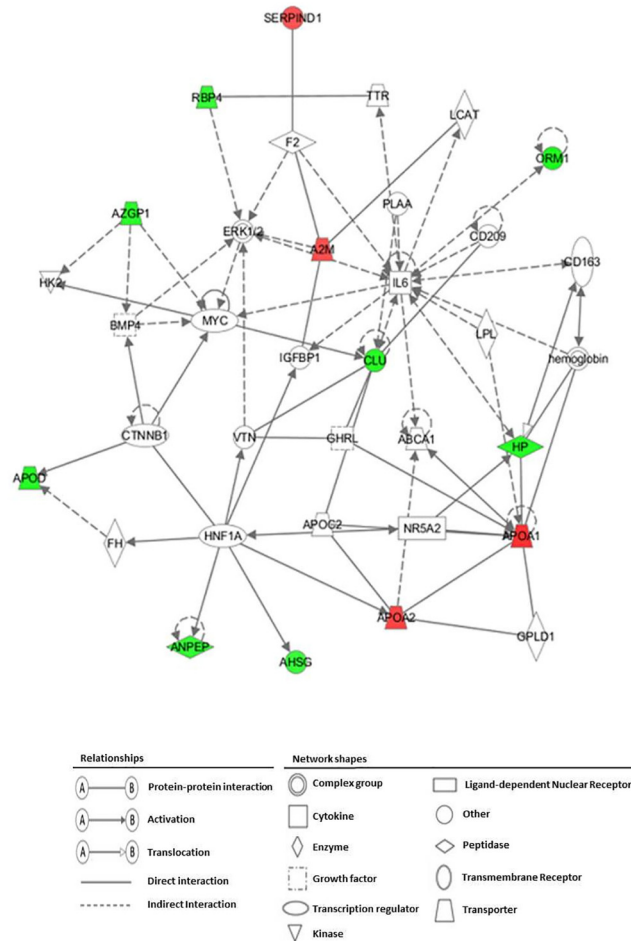 SERPIND1
RBP4
TTR
LCAT
F2
ORM1
PLAA
AZGP1
ERK1/2
A2M
CD209
CD163
HK2
IL6
BMP4
MYC
IGFBP1
CLU
LPL
hemoglobin
CTNNB1
VTN
GHRL
ABCA1
HP
APOD
FH
HNF1A
APOC2
NR5A2
APOA1
APOA2
GPLD1
ANPEP
AHSG
Relationships
A B Protein-protein interaction
A B Activation
A B Translocation
Direct interaction
Indirect Interaction
Network shapes
Complex group
Cytokine
Enzyme
Growth factor
Transcription regulator
Kinase
Ligand-dependent Nuclear Receptor
Other
Peptidase
Transmembrane Receptor
Transporter